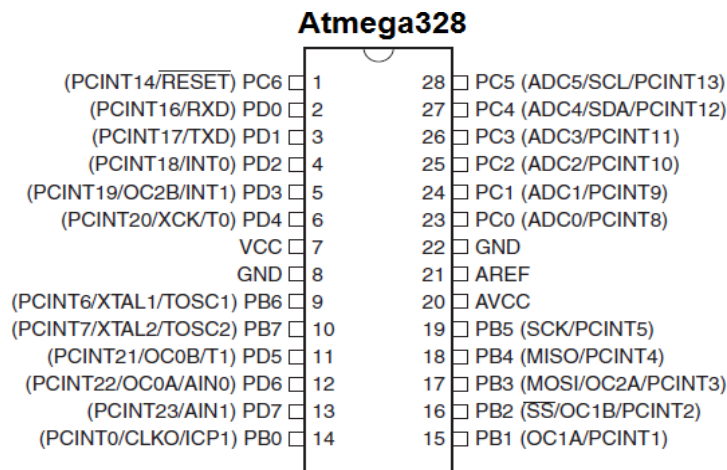 Atmega328
(PCINT14/RESET) PC6 1 28 PC5 (ADC5/SCL/PCINT13)
(PCINT16/RXD) PD0 2 27 PC4 (ADC4/SDA/PCINT12)
(PCINT17/TXD) PD1 3 26 PC3 (ADC3/PCINT11)
(PCINT18/INT0) PD2 4 25 PC2 (ADC2/PCINT10)
(PCINT19/OC2B/INT1) PD3 5 24 PC1 (ADC1/PCINT9)
(PCINT20/XCK/T0) PD4 6 23 PC0 (ADC0/PCINT8)
VCC 7 22 GND
GND 8 21 AREF
(PCINT6/XTAL1/TOSC1) PB6 9 20 AVCC
(PCINT7/XTAL2/TOSC2) PB7 10 19 PB5 (SCK/PCINT5)
(PCINT21/OC0B/T1) PD5 11 18 PB4 (MISO/PCINT4)
(PCINT22/OC0A/AIN0) PD6 12 17 PB3 (MOSI/OC2A/PCINT3)
(PCINT23/AIN1) PD7 13 16 PB2 (SS/OC1B/PCINT2)
(PCINT0/CLKO/ICP1) PB0 14 15 PB1 (OC1A/PCINT1)